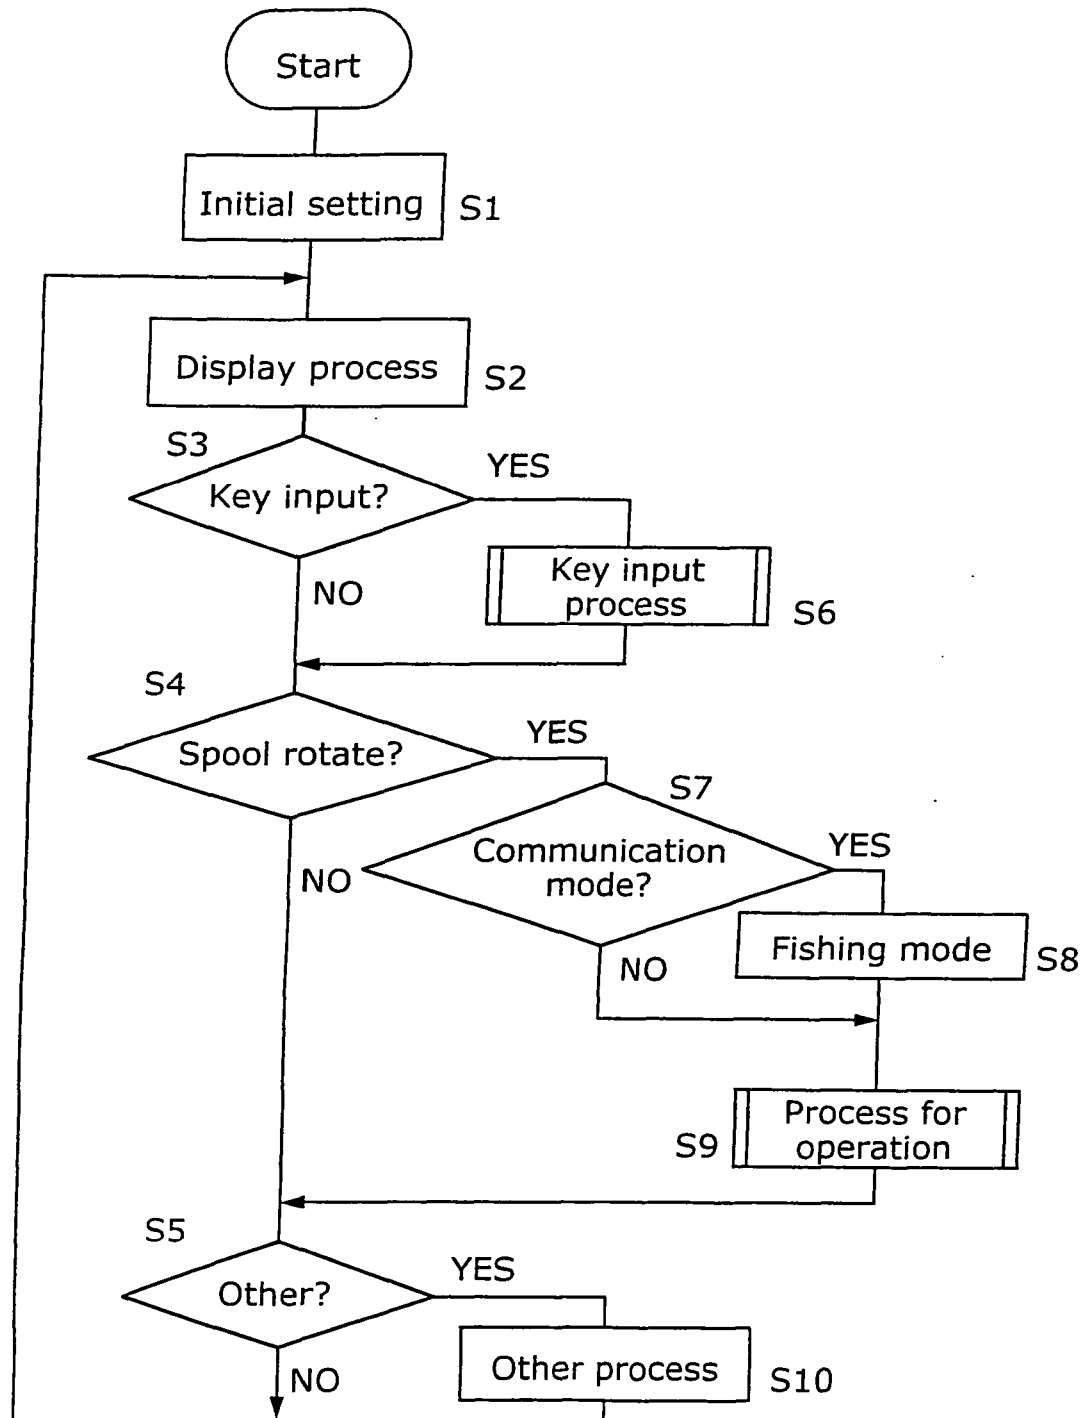 Start
Initial setting
S1
Display process
S2
S3
Key input?
YES
NO
Key input
process
S6
S4
Spool rotate?
YES
NO
S7
Communication
mode?
YES
NO
Fishing mode
S8
Process for
operation
S9
S5
Other?
YES
NO
Other process
S10